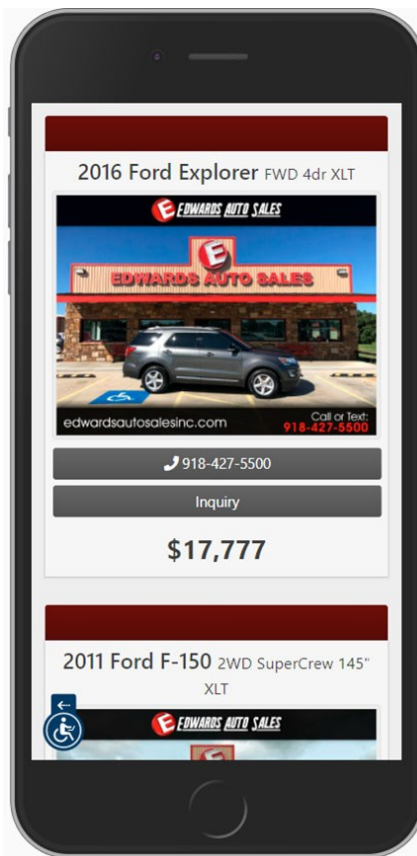 2016 Ford Explorer FWD 4dr XLT
E EDWARDS AUTO SALES
E
EDWARDS AUTO SALES
edwardsautosalesinc.com
Call or Text:
918-427-5500
918-427-5500
Inquiry
$17,777
2011 Ford F-150 2WD SuperCrew 145"
XLT
E EDWARDS AUTO SALES